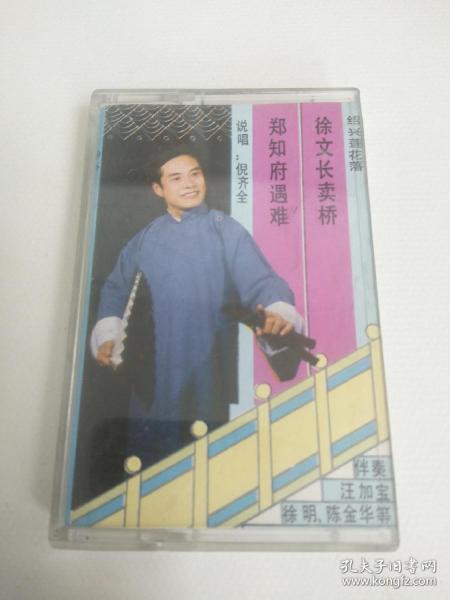 绍兴莲花落
徐文长卖桥
郑知府遇难
说唱：倪齐全
伴奏
汪加宝
徐明、陈金华等
孔夫子旧书网
www.kongfz.com